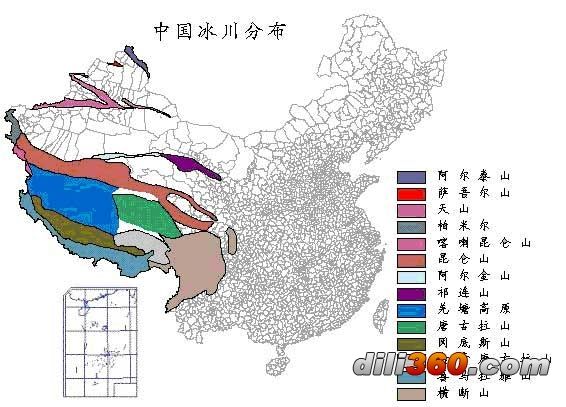 中国冰川分布
阿尔泰山
萨吾尔山
天山
帕米尔
喀喇昆仑山
昆仑山
阿尔金山
祁连山
羌塘高原
唐古拉山
冈底斯山
喜马拉雅山
横断山
dili360.com